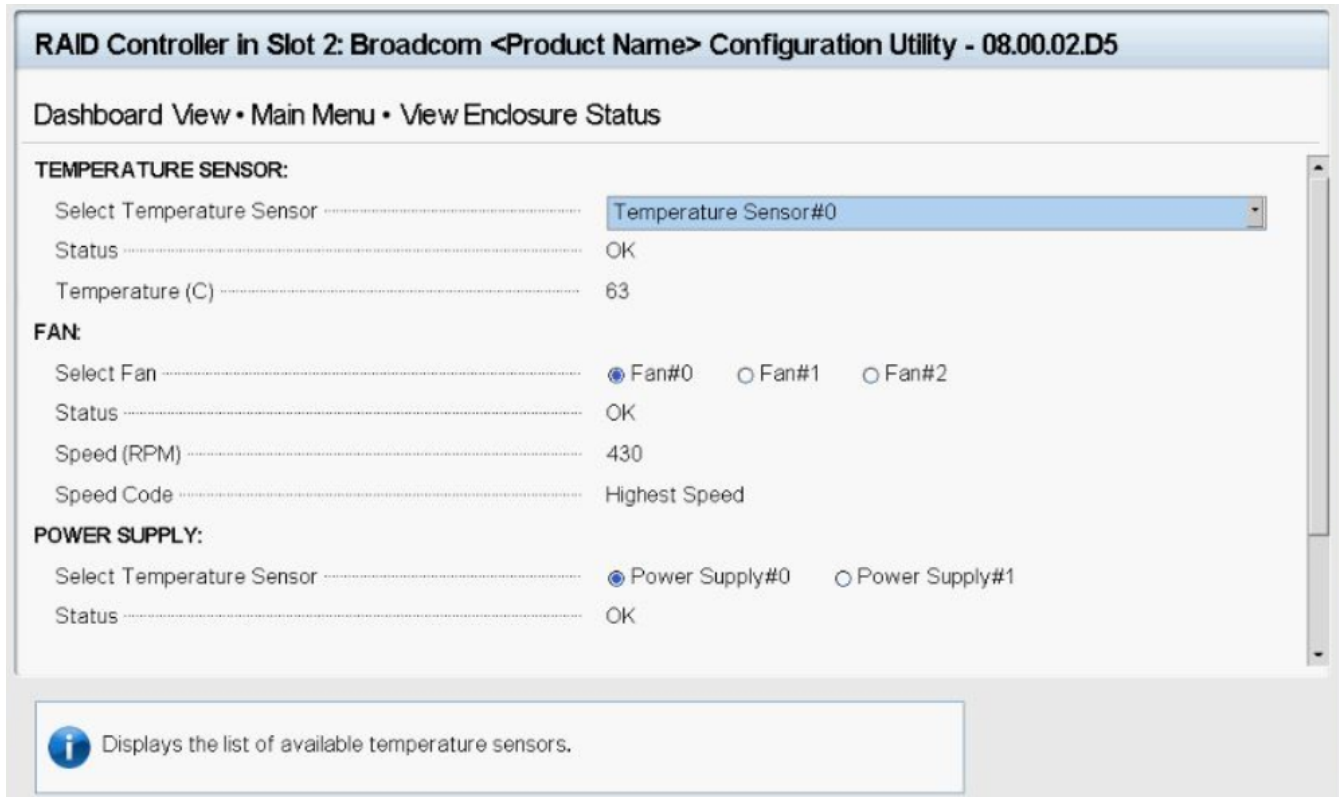 RAID Controller in Slot 2: Broadcom <Product Name> Configuration Utility - 08.00.02.D5
Dashboard View • Main Menu • View Enclosure Status
TEMPERATURE SENSOR:
Select Temperature Sensor Temperature Sensor#0
Status OK
Temperature (C) 63
FAN:
Select Fan Fan#0 Fan#1 Fan#2
Status OK
Speed (RPM) 430
Speed Code Highest Speed
POWER SUPPLY:
Select Temperature Sensor Power Supply#0 Power Supply#1
Status OK
Displays the list of available temperature sensors.